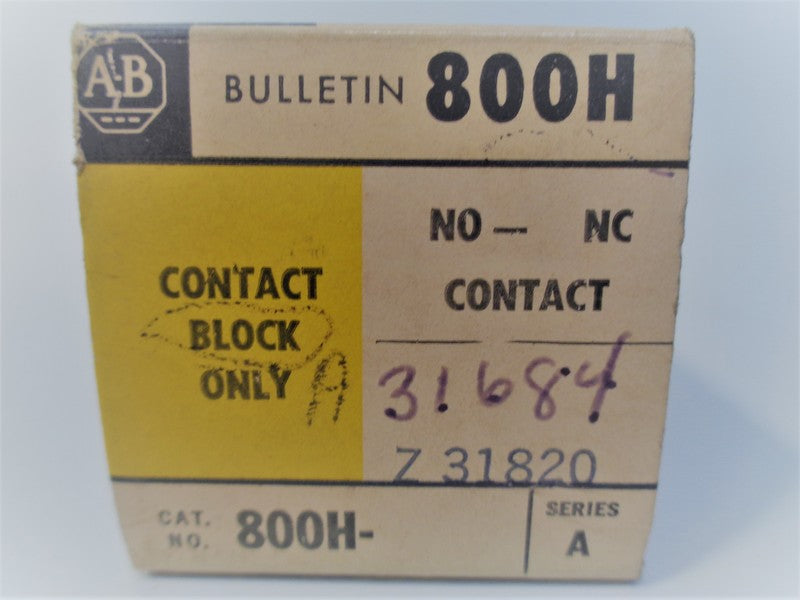 AB
BULLETIN 800H
CONTACT
BLOCK
ONLY
NO— NC
CONTACT
31684
Z 31820
CAT.
NO. 800H-
SERIES
A